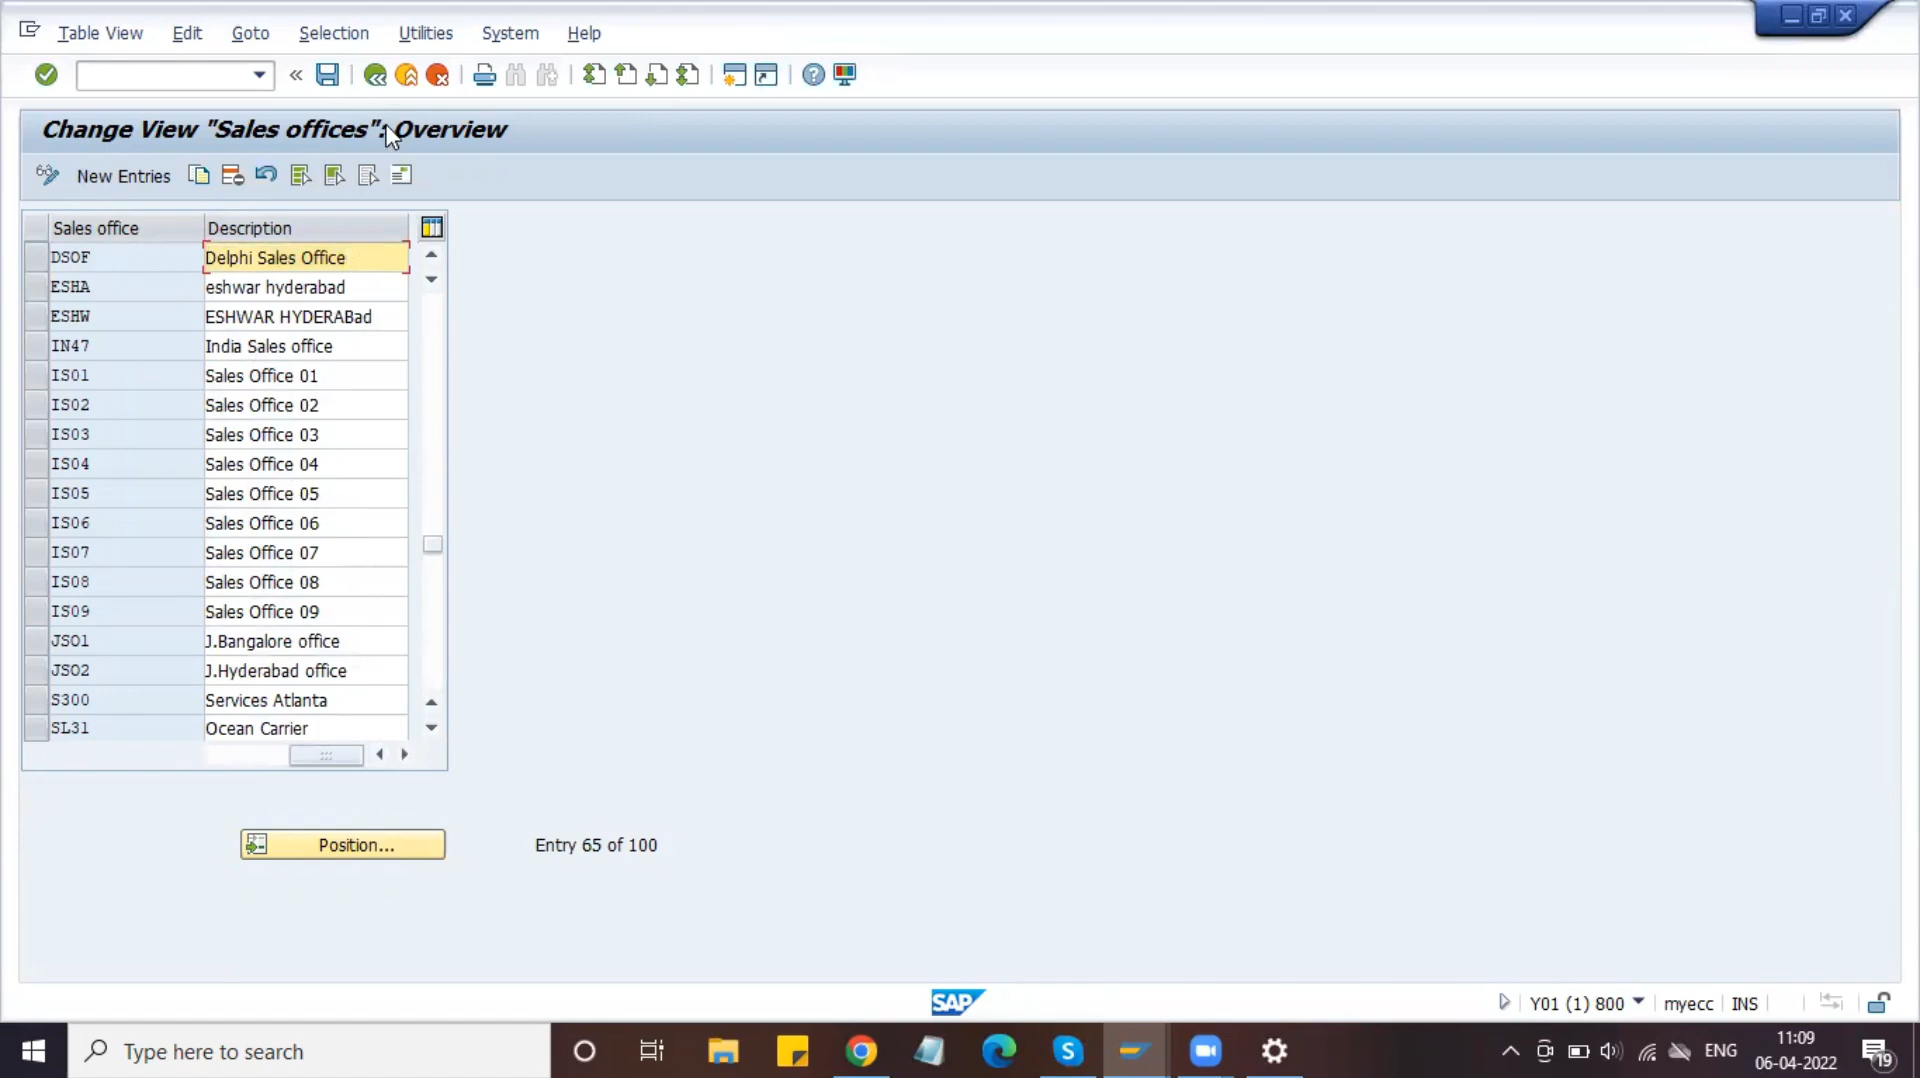 Table View Edit Goto Selection Utilities System Help
Change View "Sales offices": Overview
New Entries
Sales office Description
DSOF Delphi Sales Office
ESHA eshwar hyderabad
ESHW ESHWAR HYDERABad
IN47 India Sales office
IS01 Sales Office 01
IS02 Sales Office 02
IS03 Sales Office 03
IS04 Sales Office 04
IS05 Sales Office 05
IS06 Sales Office 06
IS07 Sales Office 07
IS08 Sales Office 08
IS09 Sales Office 09
JSO1 J.Bangalore office
JSO2 J.Hyderabad office
S300 Services Atlanta
SL31 Ocean Carrier
Position... Entry 65 of 100
SAP Y01 (1) 800 myecc INS
Type here to search S ENG 11:09
06-04-2022 19